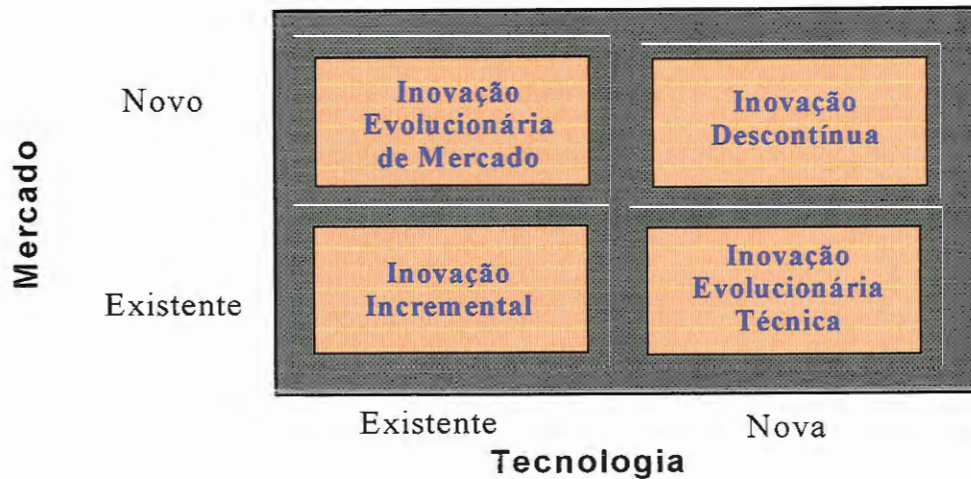 Mercado
Novo
Inovação
Evolucionária
de Mercado
Inovação
Descontínua
Existente
Inovação
Incremental
Inovação
Evolucionária
Técnica
Existente
Nova
Tecnologia